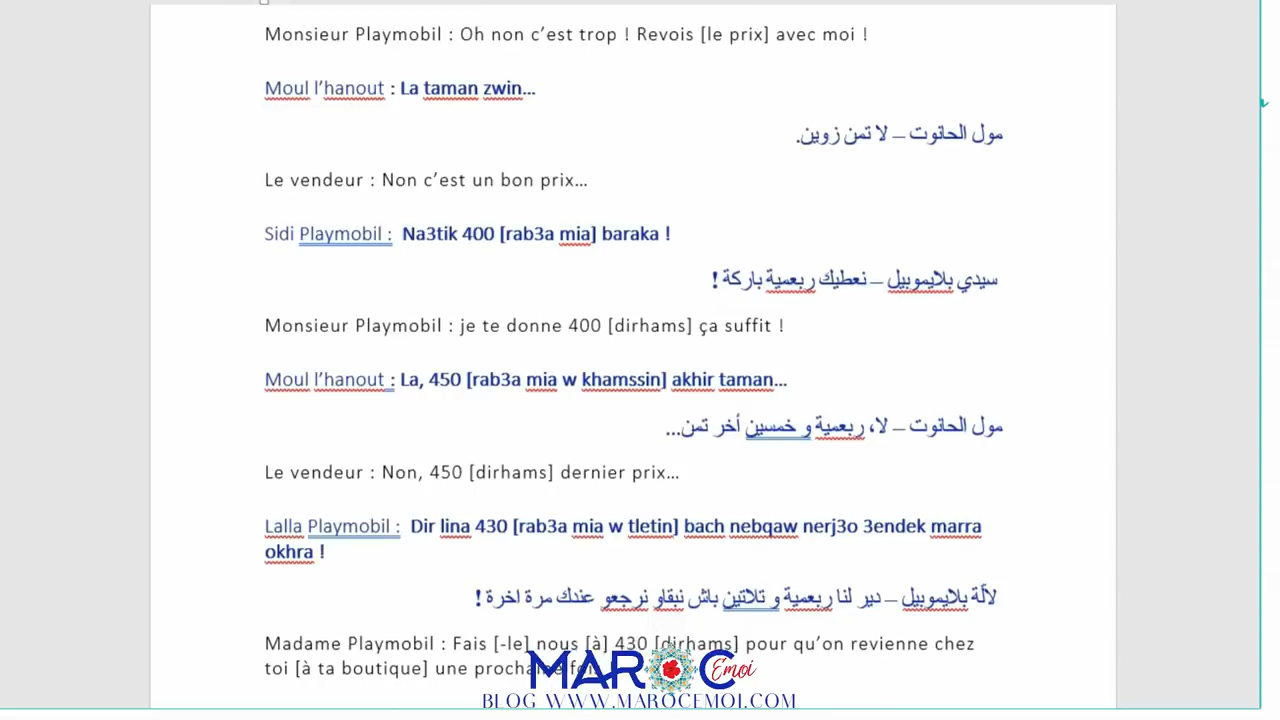 Monsieur Playmobil : Oh non c’est trop ! Revois [le prix] avec moi !
Moul l’hanout : La taman zwin…
مول الحانوت – لا تمن زوين.
Le vendeur : Non c’est un bon prix…
Sidi Playmobil : Na3tik 400 [rab3a mia] baraka !
سيدي بلايموبيل – نعطيك ربعمية باركة !
Monsieur Playmobil : je te donne 400 [dirhams] ça suffit !
Moul l’hanout : La, 450 [rab3a mia w khamssin] akhir taman…
مول الحانوت – لا، ربعمية و خمسين أخر تمن...
Le vendeur : Non, 450 [dirhams] dernier prix…
Lalla Playmobil : Dir lina 430 [rab3a mia w tletin] bach nebqaw nerj3o 3endek marra
okhra !
لالّة بلايموبيل – دير لنا ربعمية و تلاتين باش نبقاو نرجعو عندك مرة اخرة !
Madame Playmobil : Fais [-le] nous [à] 430 [dirhams] pour qu’on revienne chez
toi [à ta boutique] une prochaine
MAROC Emoi
BLOG WWW.MAROCEMOI.COM